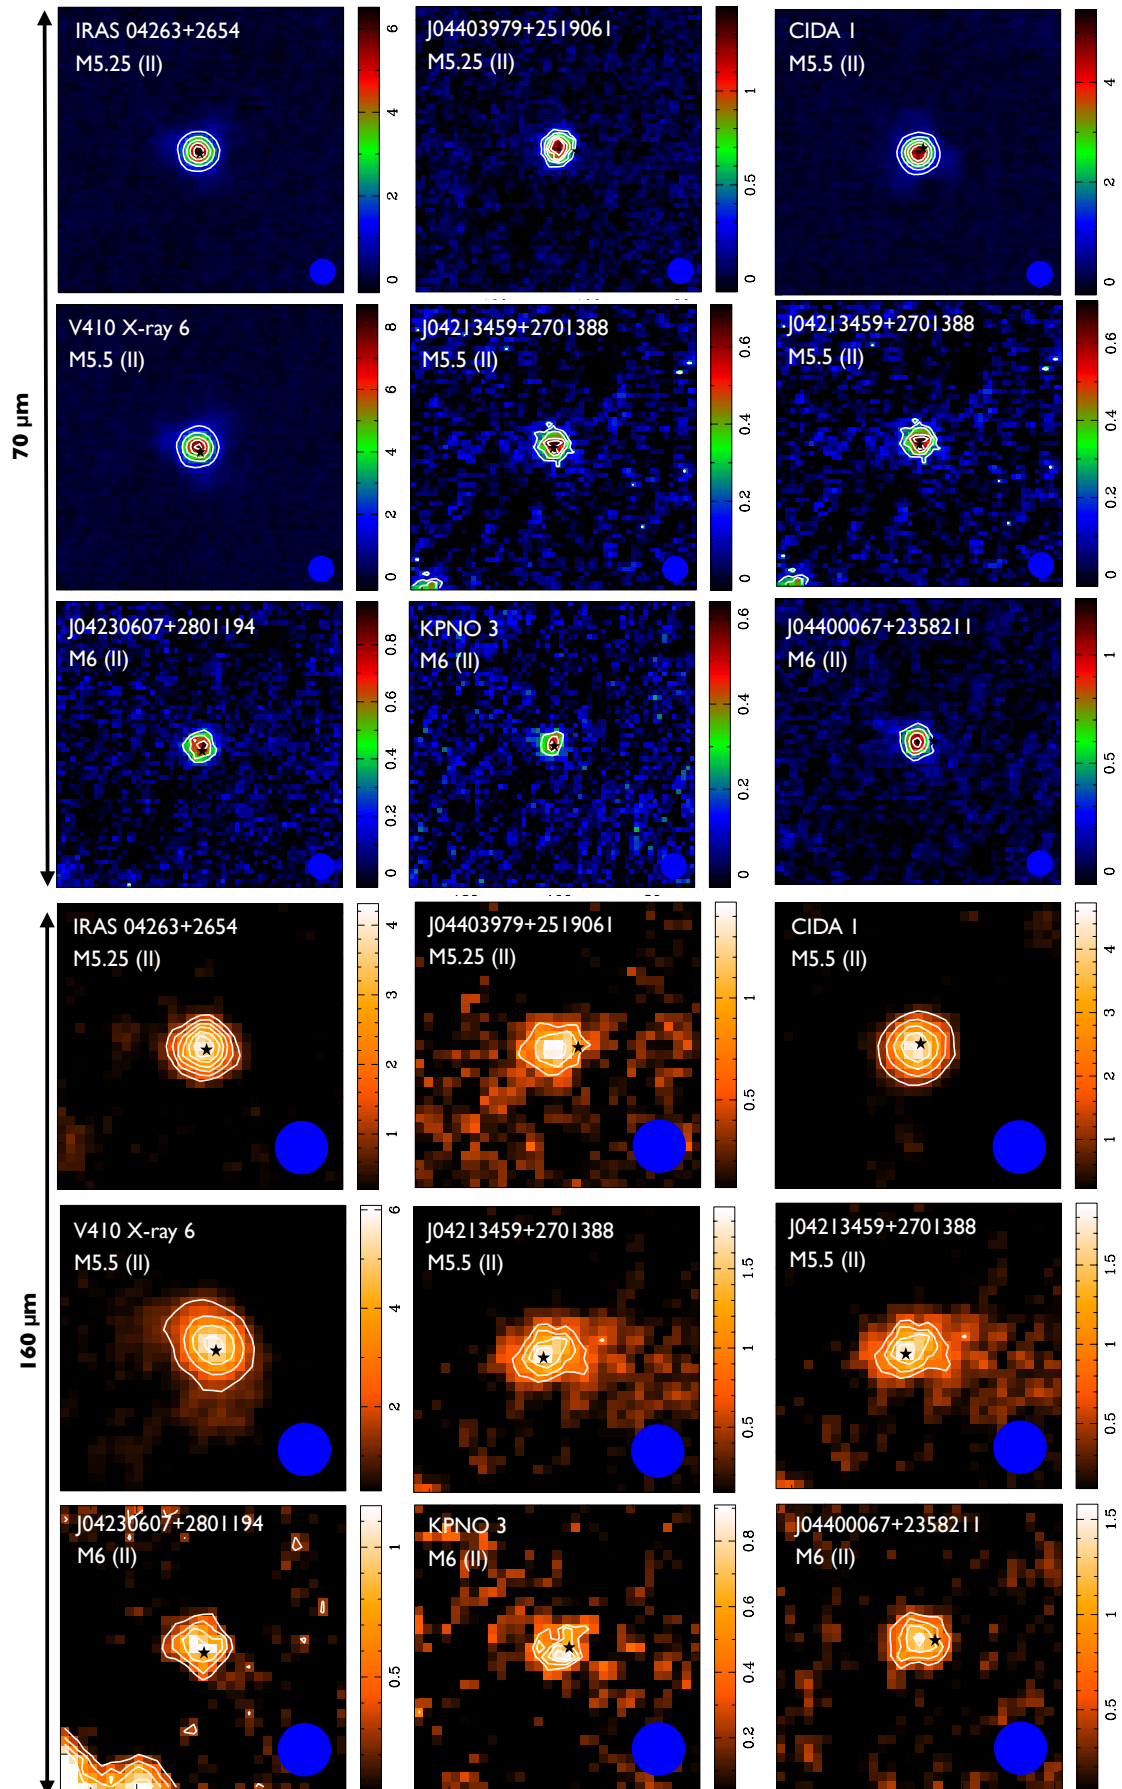 70 µm
IRAS 04263+2654
M5.25 (II)
0 2 4 6
J04403979+2519061
M5.25 (II)
0 0.5 1
CIDA 1
M5.5 (II)
0 2 4
V410 X-ray 6
M5.5 (II)
0 2 4 6 8
J04213459+2701388
M5.5 (II)
0 0.2 0.4 0.6
J04213459+2701388
M5.5 (II)
0 0.2 0.4 0.6
J04230607+2801194
M6 (II)
0 0.2 0.4 0.6 0.8
KPNO 3
M6 (II)
0 0.2 0.4 0.6
J04400067+2358211
M6 (II)
0 0.5 1
160 µm
IRAS 04263+2654
M5.25 (II)
1 2 3 4
J04403979+2519061
M5.25 (II)
0.5 1
CIDA 1
M5.5 (II)
1 2 3 4
V410 X-ray 6
M5.5 (II)
2 4 6
J04213459+2701388
M5.5 (II)
0.5 1 1.5
J04213459+2701388
M5.5 (II)
0.5 1 1.5
J04230607+2801194
M6 (II)
0.5 1
KPNO 3
M6 (II)
0.2 0.4 0.6 0.8
J04400067+2358211
M6 (II)
0.5 1 1.5